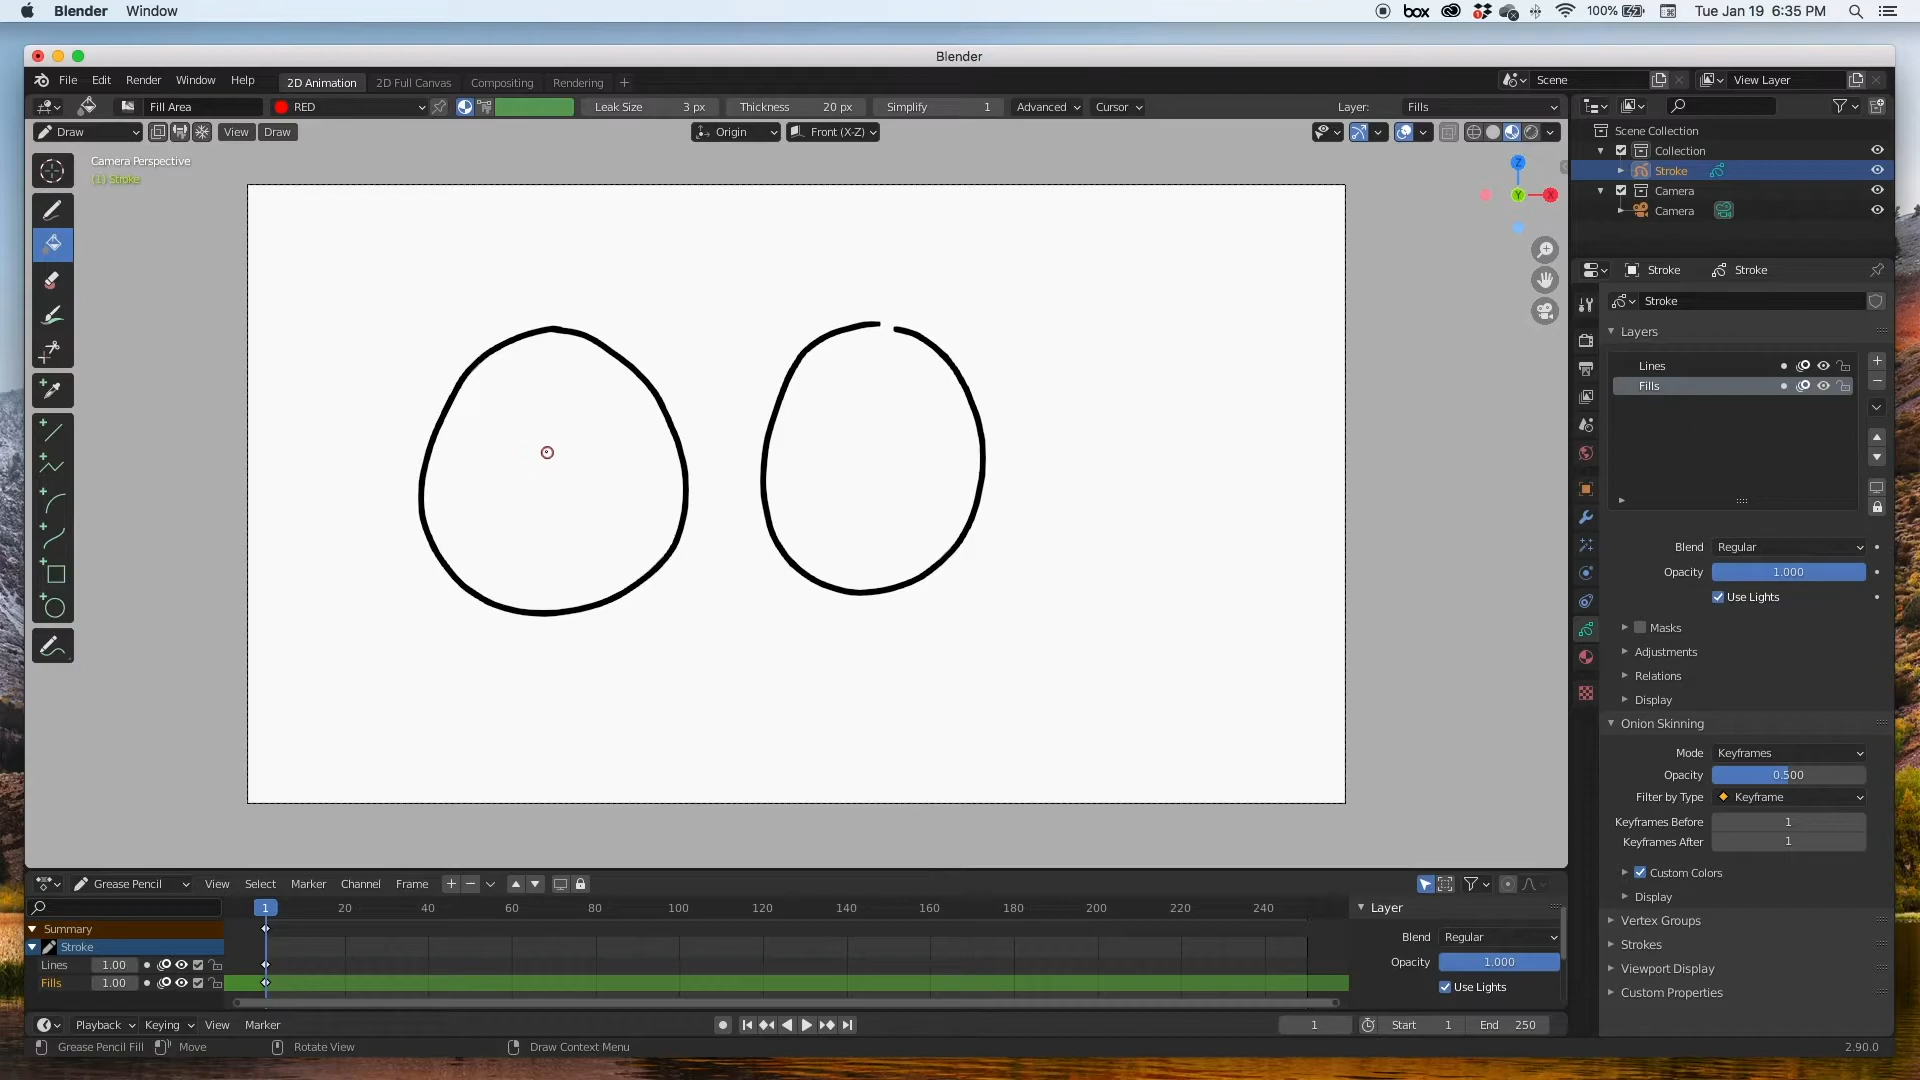 Blender Window box 100% Tue Jan 19 6:35 PM
Blender
File Edit Render Window Help 2D Animation 2D Full Canvas Compositing Rendering + Scene View Layer
Fill Area RED Leak Size 3 px Thickness 20 px Simplify 1 Advanced Cursor Layer: Fills
Draw View Draw Origin Front (X-Z)
Camera Perspective
(1) Stroke
Z
Y X
Scene Collection
Collection
Stroke
Camera
Camera
Stroke Stroke
Stroke
Layers
Lines
Fills
Blend Regular
Opacity 1.000
Use Lights
Masks
Adjustments
Relations
Display
Onion Skinning
Mode Keyframes
Opacity 0.500
Filter by Type Keyframe
Keyframes Before 1
Keyframes After 1
Custom Colors
Display
Vertex Groups
Strokes
Viewport Display
Custom Properties
Grease Pencil View Select Marker Channel Frame
1 20 40 60 80 100 120 140 160 180 200 220 240
Summary
Stroke
Lines 1.00
Fills 1.00
Layer
Blend Regular
Opacity 1.000
Use Lights
Playback Keying View Marker 1 Start 1 End 250
Grease Pencil Fill Move Rotate View Draw Context Menu 2.90.0